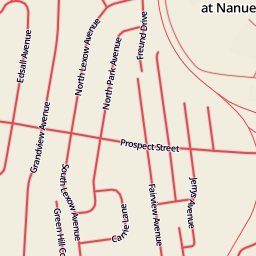 at Nanue
Edsall Avenue
North Lexow Avenue
North Park Avenue
Freund Drive
Grandview Avenue
Prospect Street
South Lexow Avenue
Green Hill Co
Lane
Fairview Avenue
Jerrys Avenue